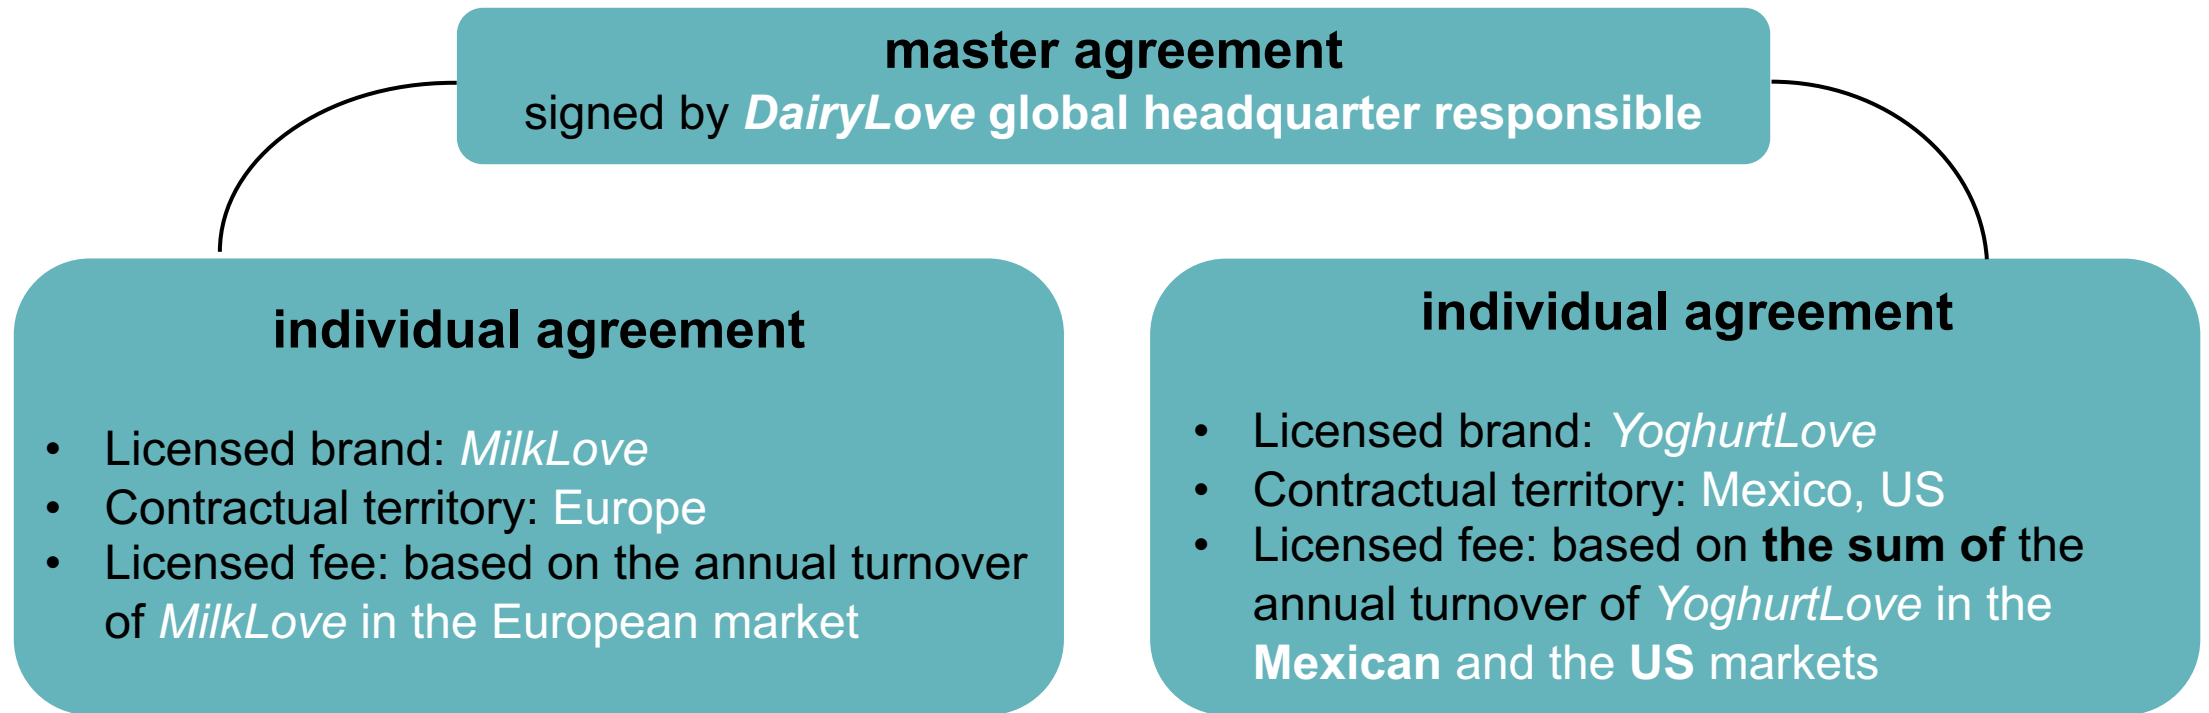 master agreement
signed by DairyLove global headquarter responsible
individual agreement
• Licensed brand: MilkLove
• Contractual territory: Europe
• Licensed fee: based on the annual turnover
of MilkLove in the European market
individual agreement
• Licensed brand: YoghurtLove
• Contractual territory: Mexico, US
• Licensed fee: based on the sum of the
annual turnover of YoghurtLove in the
Mexican and the US markets